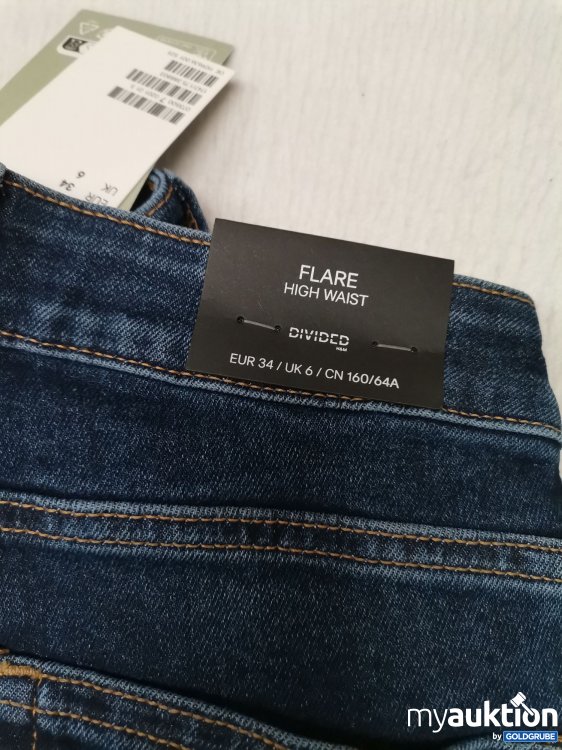 EUR 34
UK 6
FLARE
HIGH WAIST
DIVIDED
H&M
EUR 34 / UK 6 / CN 160/64A
myauktion
by GOLDGRUBE